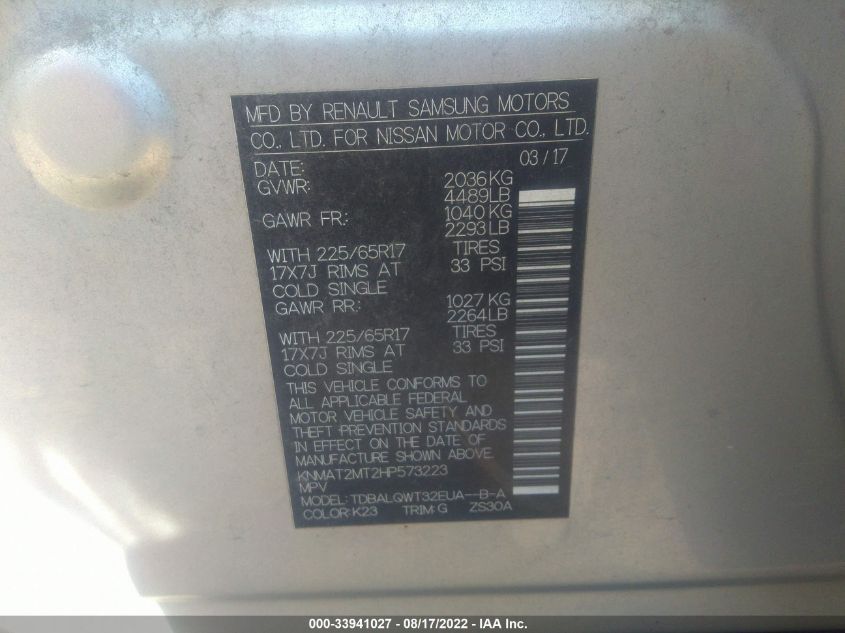 MFD BY RENAULT SAMSUNG MOTORS
CO., LTD. FOR NISSAN MOTOR CO., LTD.
DATE: 03/17
GVWR: 2036KG
4489LB
GAWR FR.: 1040 KG
2293LB
WITH 225/65R17 TIRES
17X7J RIMS AT 33 PSI
COLD SINGLE
GAWR RR.: 1027KG
2264LB
WITH 225/65R17 TIRES
17X7J RIMS AT 33 PSI
COLD SINGLE
THIS VEHICLE CONFORMS TO
ALL APPLICABLE FEDERAL
MOTOR VEHICLE SAFETY AND
THEFT PREVENTION STANDARDS
IN EFFECT ON THE DATE OF
MANUFACTURE SHOWN ABOVE.
KNMAT2MT2HP573223
MPV
MODEL: TDBALQWT32EUA--B-A
COLOR:K23 TRIM:G ZS30A
000-33941027 - 08/17/2022 - IAA Inc.